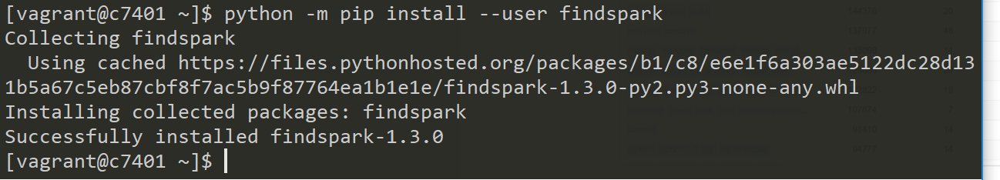 [vagrant@c7401 ~]$ python -m pip install --user findspark
Collecting findspark
  Using cached https://files.pythonhosted.org/packages/b1/c8/e6e1f6a303ae5122dc28d13
1b5a67c5eb87cbf8f7ac5b9f87764ea1b1e1e/findspark-1.3.0-py2.py3-none-any.whl
Installing collected packages: findspark
Successfully installed findspark-1.3.0
[vagrant@c7401 ~]$